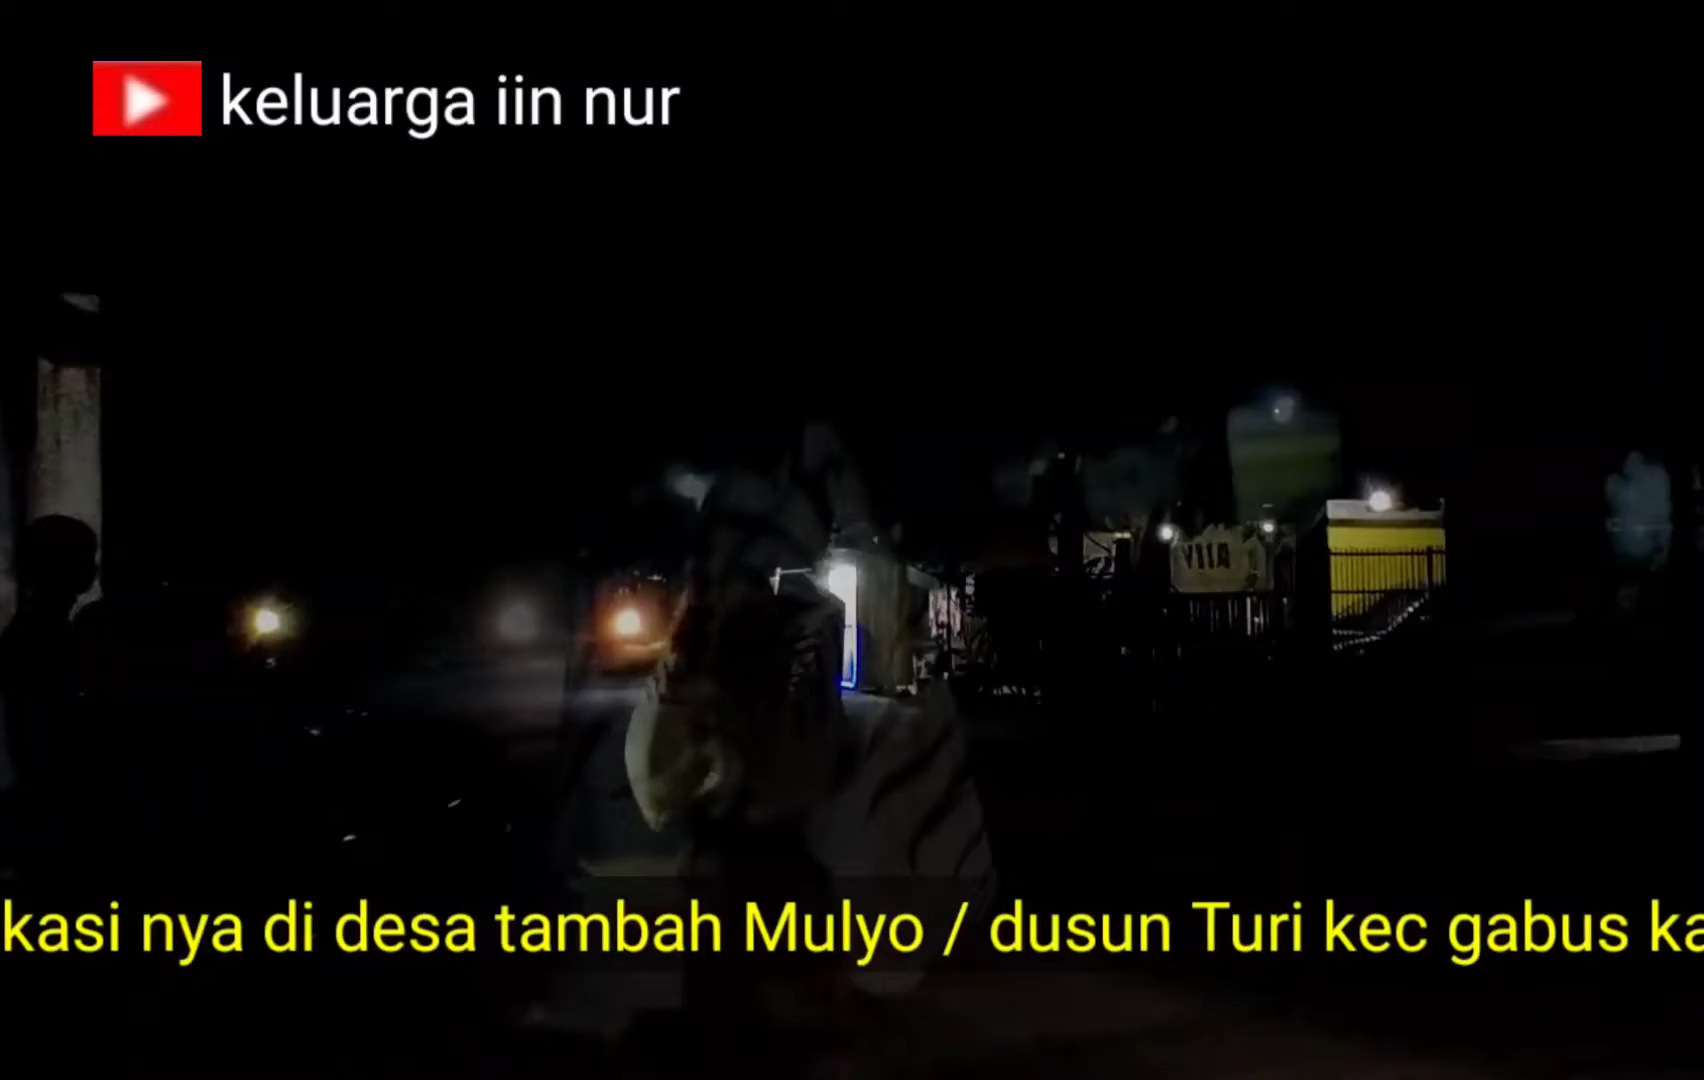 keluarga iin nur
kasi nya di desa tambah Mulyo / dusun Turi kec gabus ka